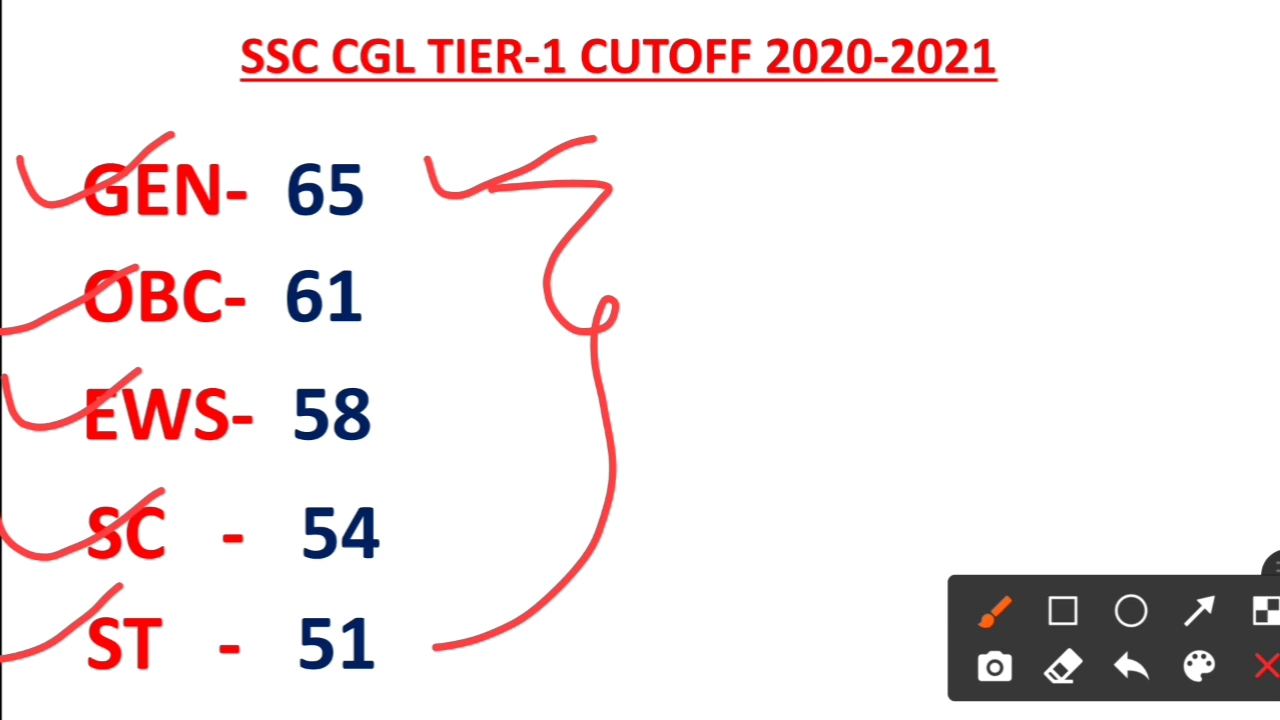 SSC CGL TIER-1 CUTOFF 2020-2021
GEN- 65
OBC- 61
EWS- 58
SC - 54
ST - 51